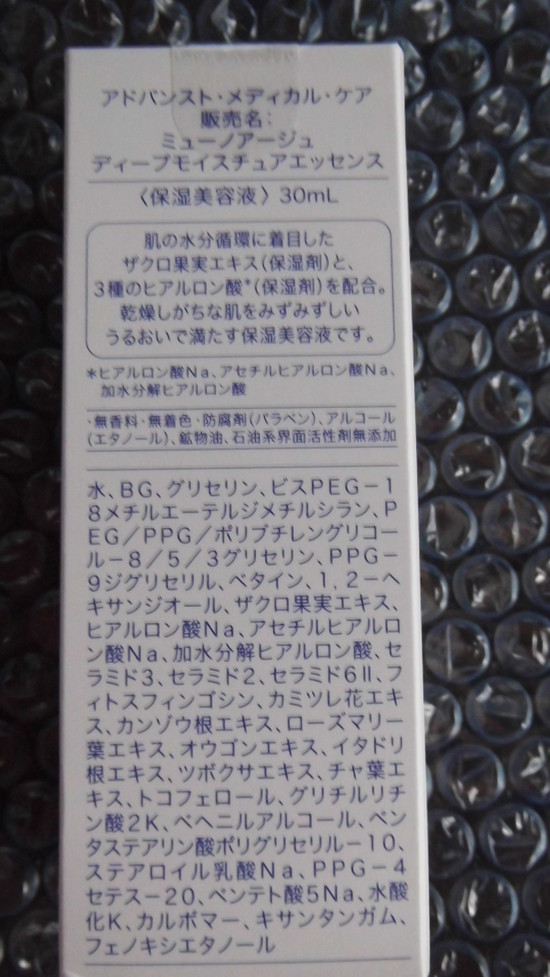 アドバンスト・メディカル・ケア
販売名:
ミューノアージュ
ディープモイスチュアエッセンス
〈保湿美容液〉30mL
肌の水分循環に着目した
ザクロ果実エキス(保湿剤)と、
3種のヒアルロン酸*(保湿剤)を配合。
乾燥しがちな肌をみずみずしい
うるおいで満たす保湿美容液です。
*ヒアルロン酸Na、アセチルヒアルロン酸Na、
加水分解ヒアルロン酸
・無香料・無着色・防腐剤(パラベン)、アルコール
(エタノール)、鉱物油、石油系界面活性剤無添加
水、BG、グリセリン、ビスPEG-1
8メチルエーテルジメチルシラン、P
EG/PPG/ポリブチレングリコ
ール-8/5/3グリセリン、PPG-
9ジグリセリル、ベタイン、1,2-ヘ
キサンジオール、ザクロ果実エキス、
ヒアルロン酸Na、アセチルヒアルロ
ン酸Na、加水分解ヒアルロン酸、セ
ラミド3、セラミド2、セラミド6Ⅱ、フ
ィトスフィンゴシン、カミツレ花エキ
ス、カンゾウ根エキス、ローズマリー
葉エキス、オウゴンエキス、イタドリ
根エキス、ツボクサエキス、チャ葉エ
キス、トコフェロール、グリチルリチ
ン酸2K、ベヘニルアルコール、ペン
タステアリン酸ポリグリセリル-10、
ステアロイル乳酸Na、PPG-4
セテス-20、ペンテト酸5Na、水酸
化K、カルボマー、キサンタンガム、
フェノキシエタノール